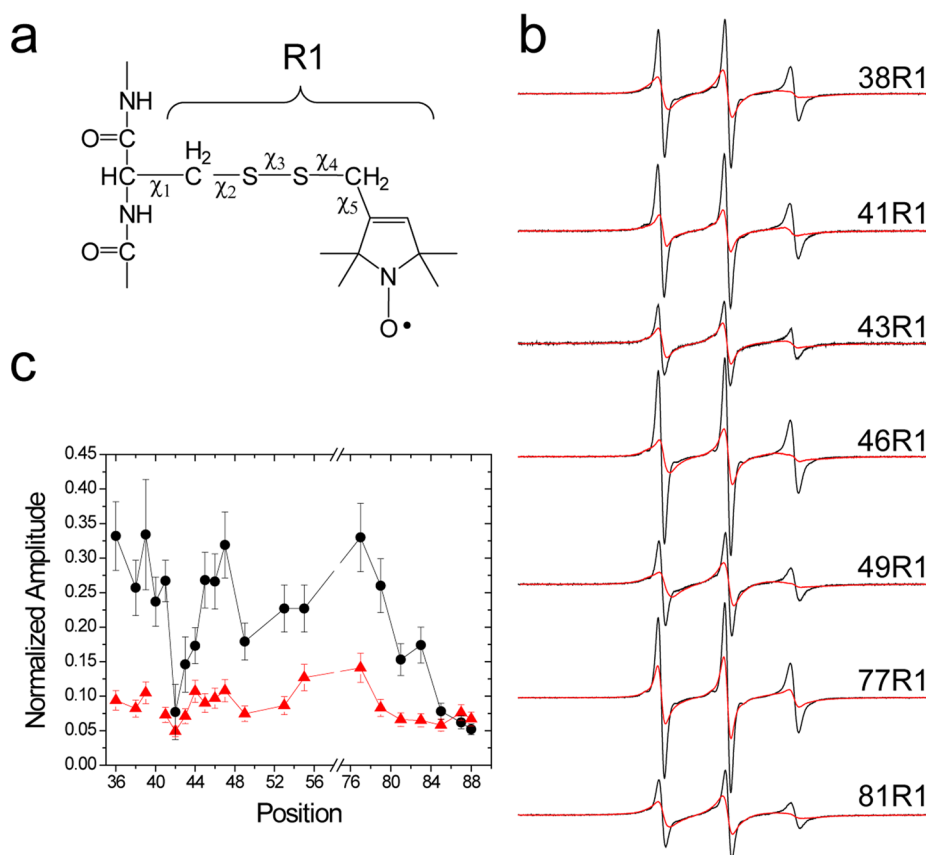 a
R1
NH
O=C
H2
HC
χ1
C
χ2
S
χ3
S
χ4
CH2
χ5
NH
O=C
N
O•
b
38R1
41R1
43R1
46R1
49R1
77R1
81R1
c
Normalized Amplitude
0.45
0.40
0.35
0.30
0.25
0.20
0.15
0.10
0.05
0.00
36 40 44 48 52 56 76 80 84 88
Position